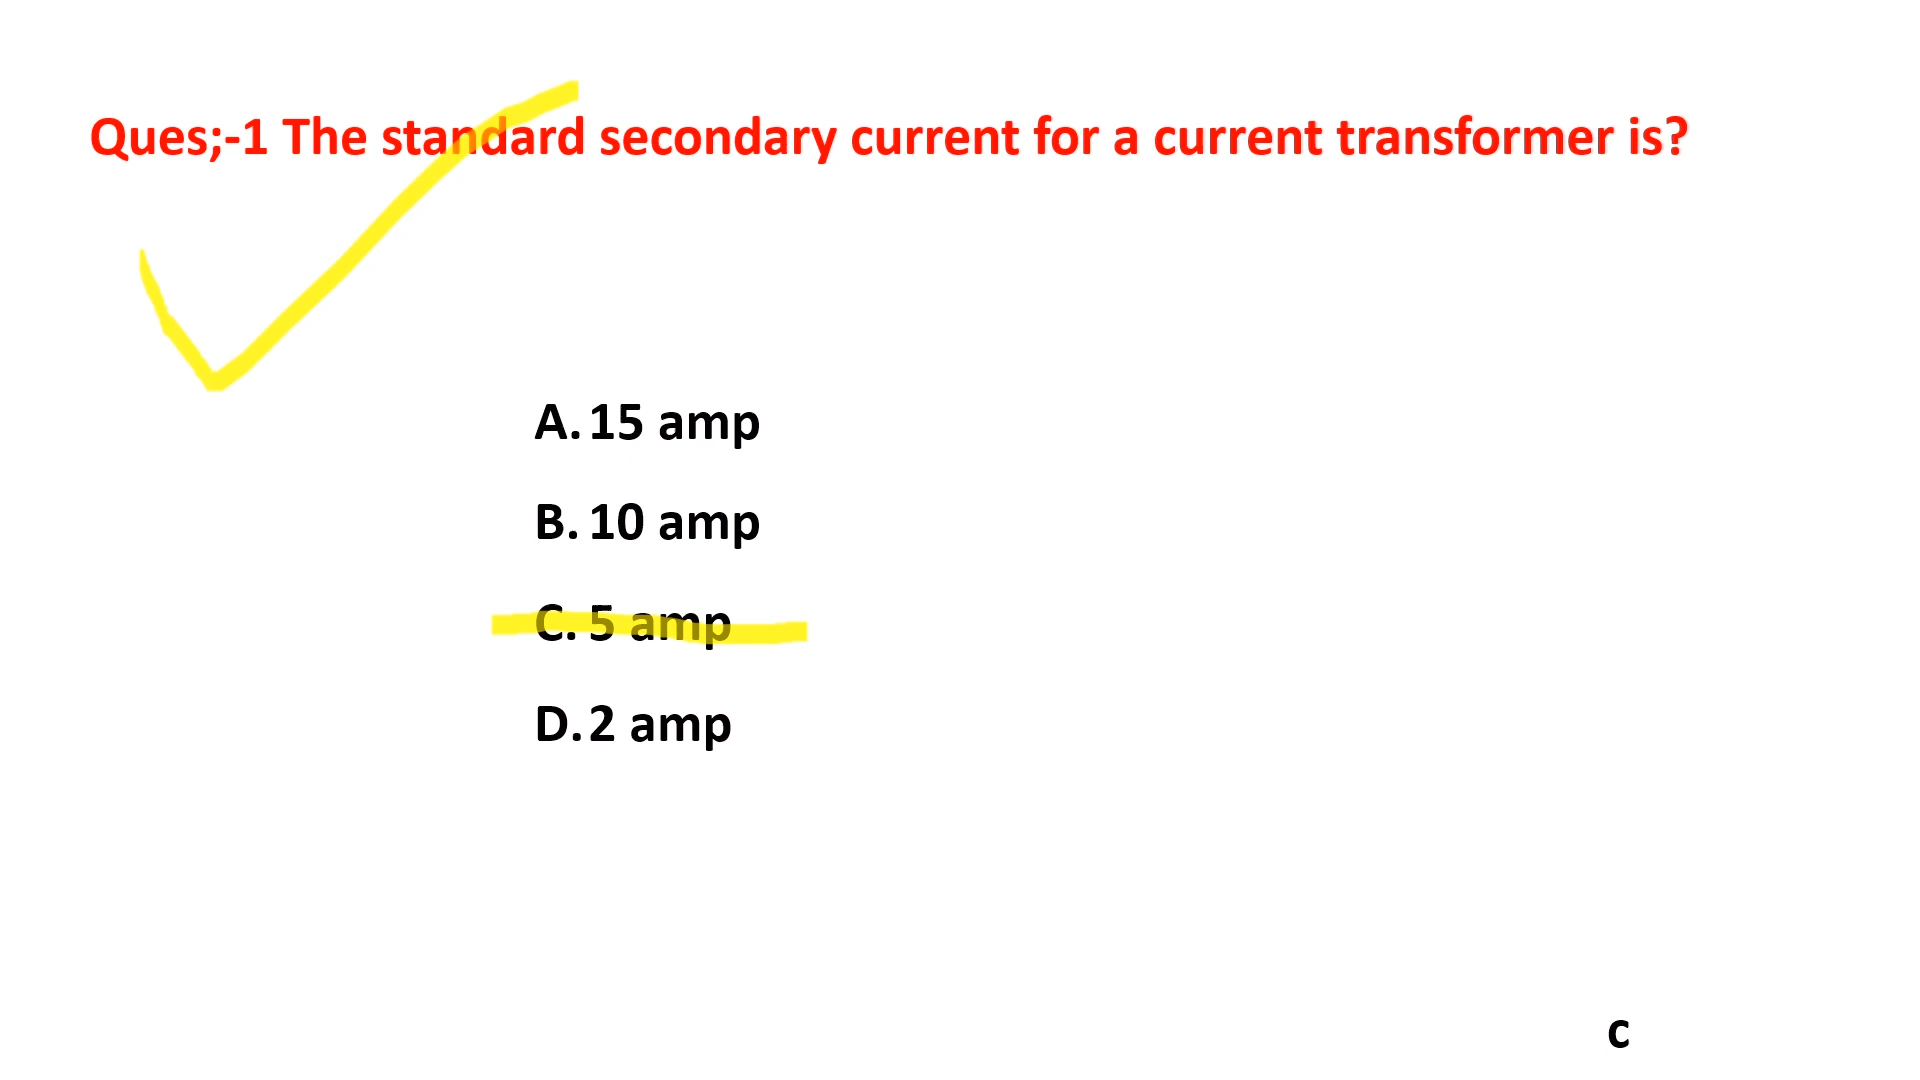 Ques;-1 The standard secondary current for a current transformer is?
A. 15 amp
B. 10 amp
C. 5 amp
D. 2 amp
c